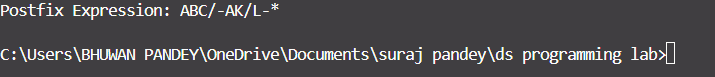 Postfix Expression: ABC/-AK/L-*
C:\Users\BHUWAN PANDEY\OneDrive\Documents\suraj pandey\ds programming lab>